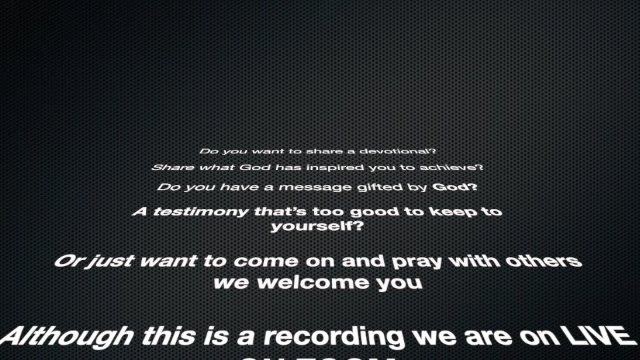 Do you want to share a devotional?
Share what God has inspired you to achieve?
Do you have a message gifted by God?
A testimony that's too good to keep to
yourself?
Or just want to come on and pray with others
we welcome you
Although this is a recording we are on LIVE
ON ZOOM